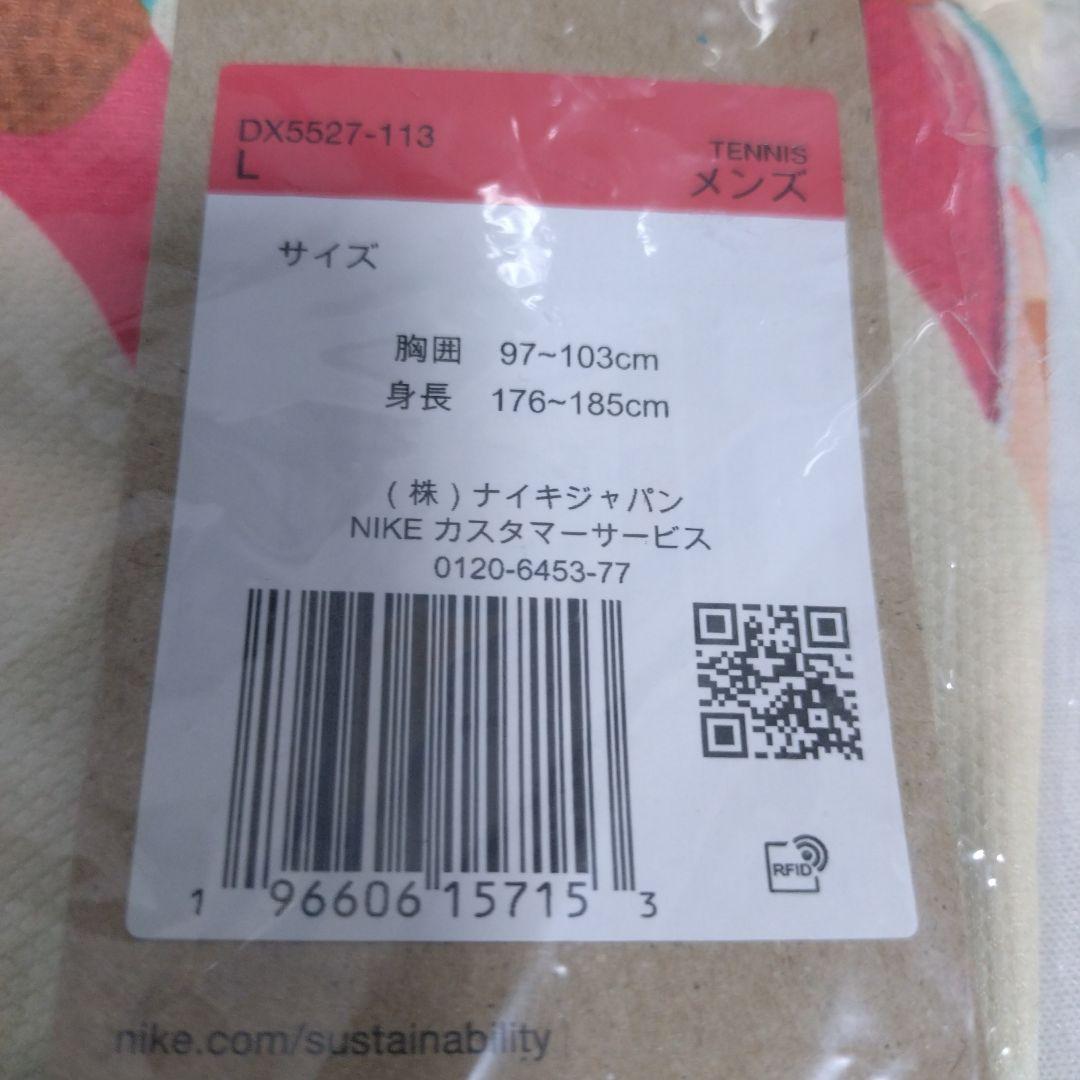 DX5527-113
L
TENNIS
メンズ
サイズ
胸囲 97~103cm
身長 176~185cm
(株)ナイキジャパン
NIKE カスタマーサービス
0120-6453-77
1 96606 15715 3
RFID
nike.com/sustainability